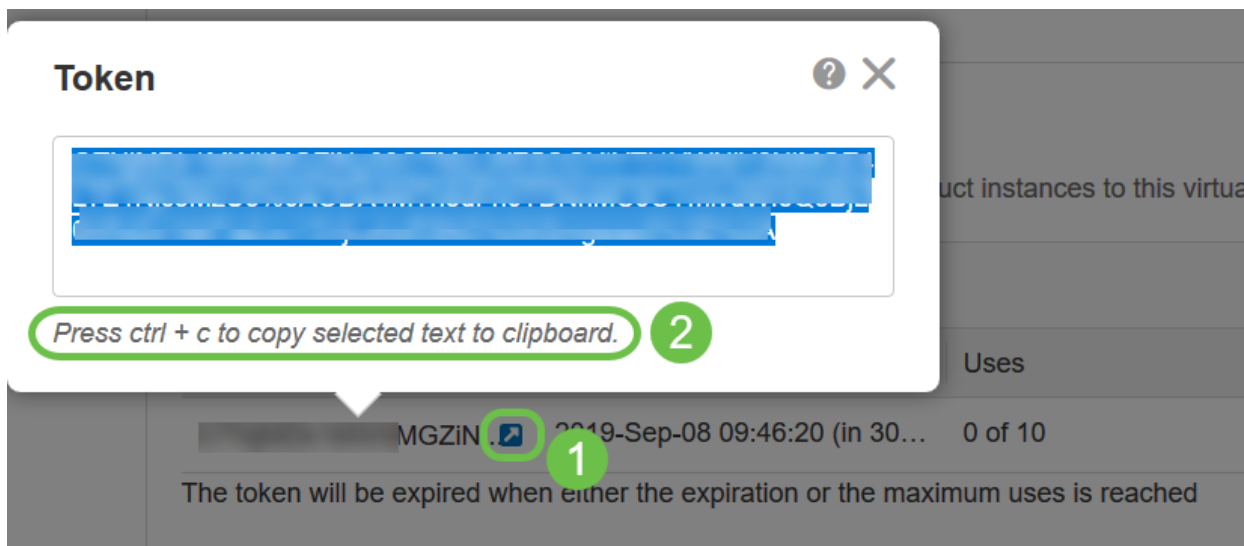 Token
uct instances to this virtua
Press ctrl + c to copy selected text to clipboard.
2
Uses
MGZiN...
2019-Sep-08 09:46:20 (in 30...
0 of 10
1
The token will be expired when either the expiration or the maximum uses is reached